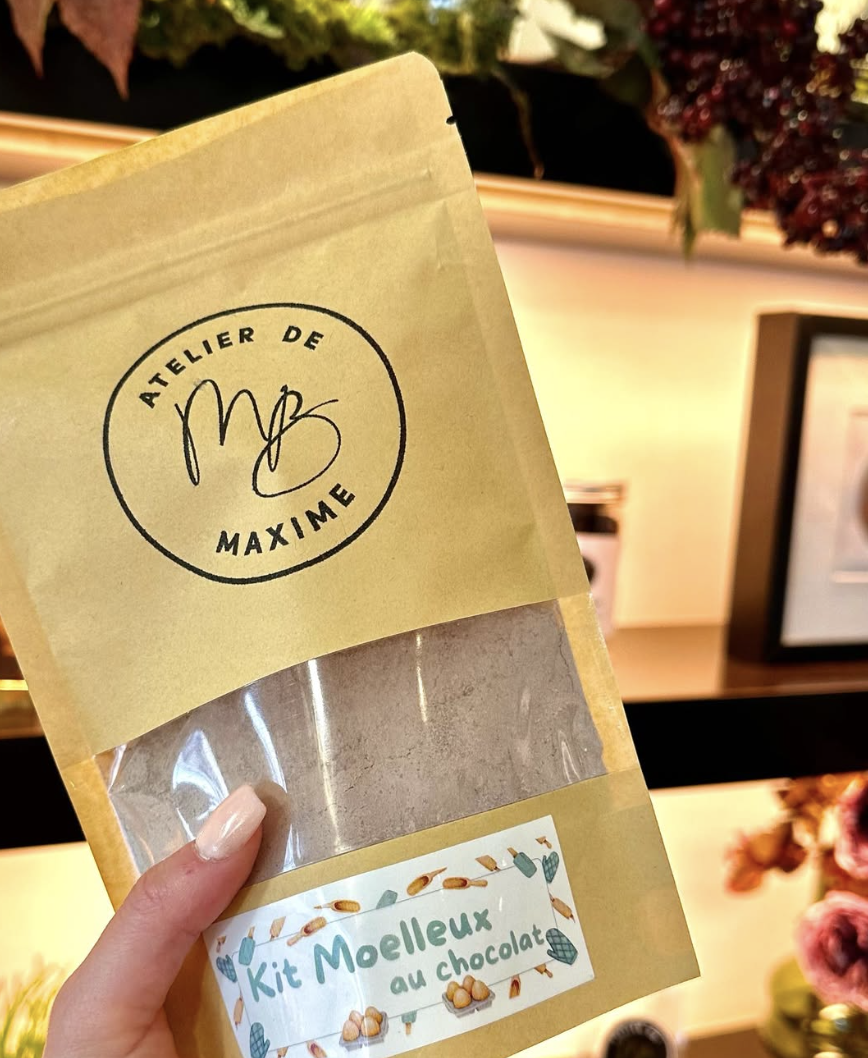 ATELIER DE
MB
MAXIME
Kit Moelleux
au chocolat